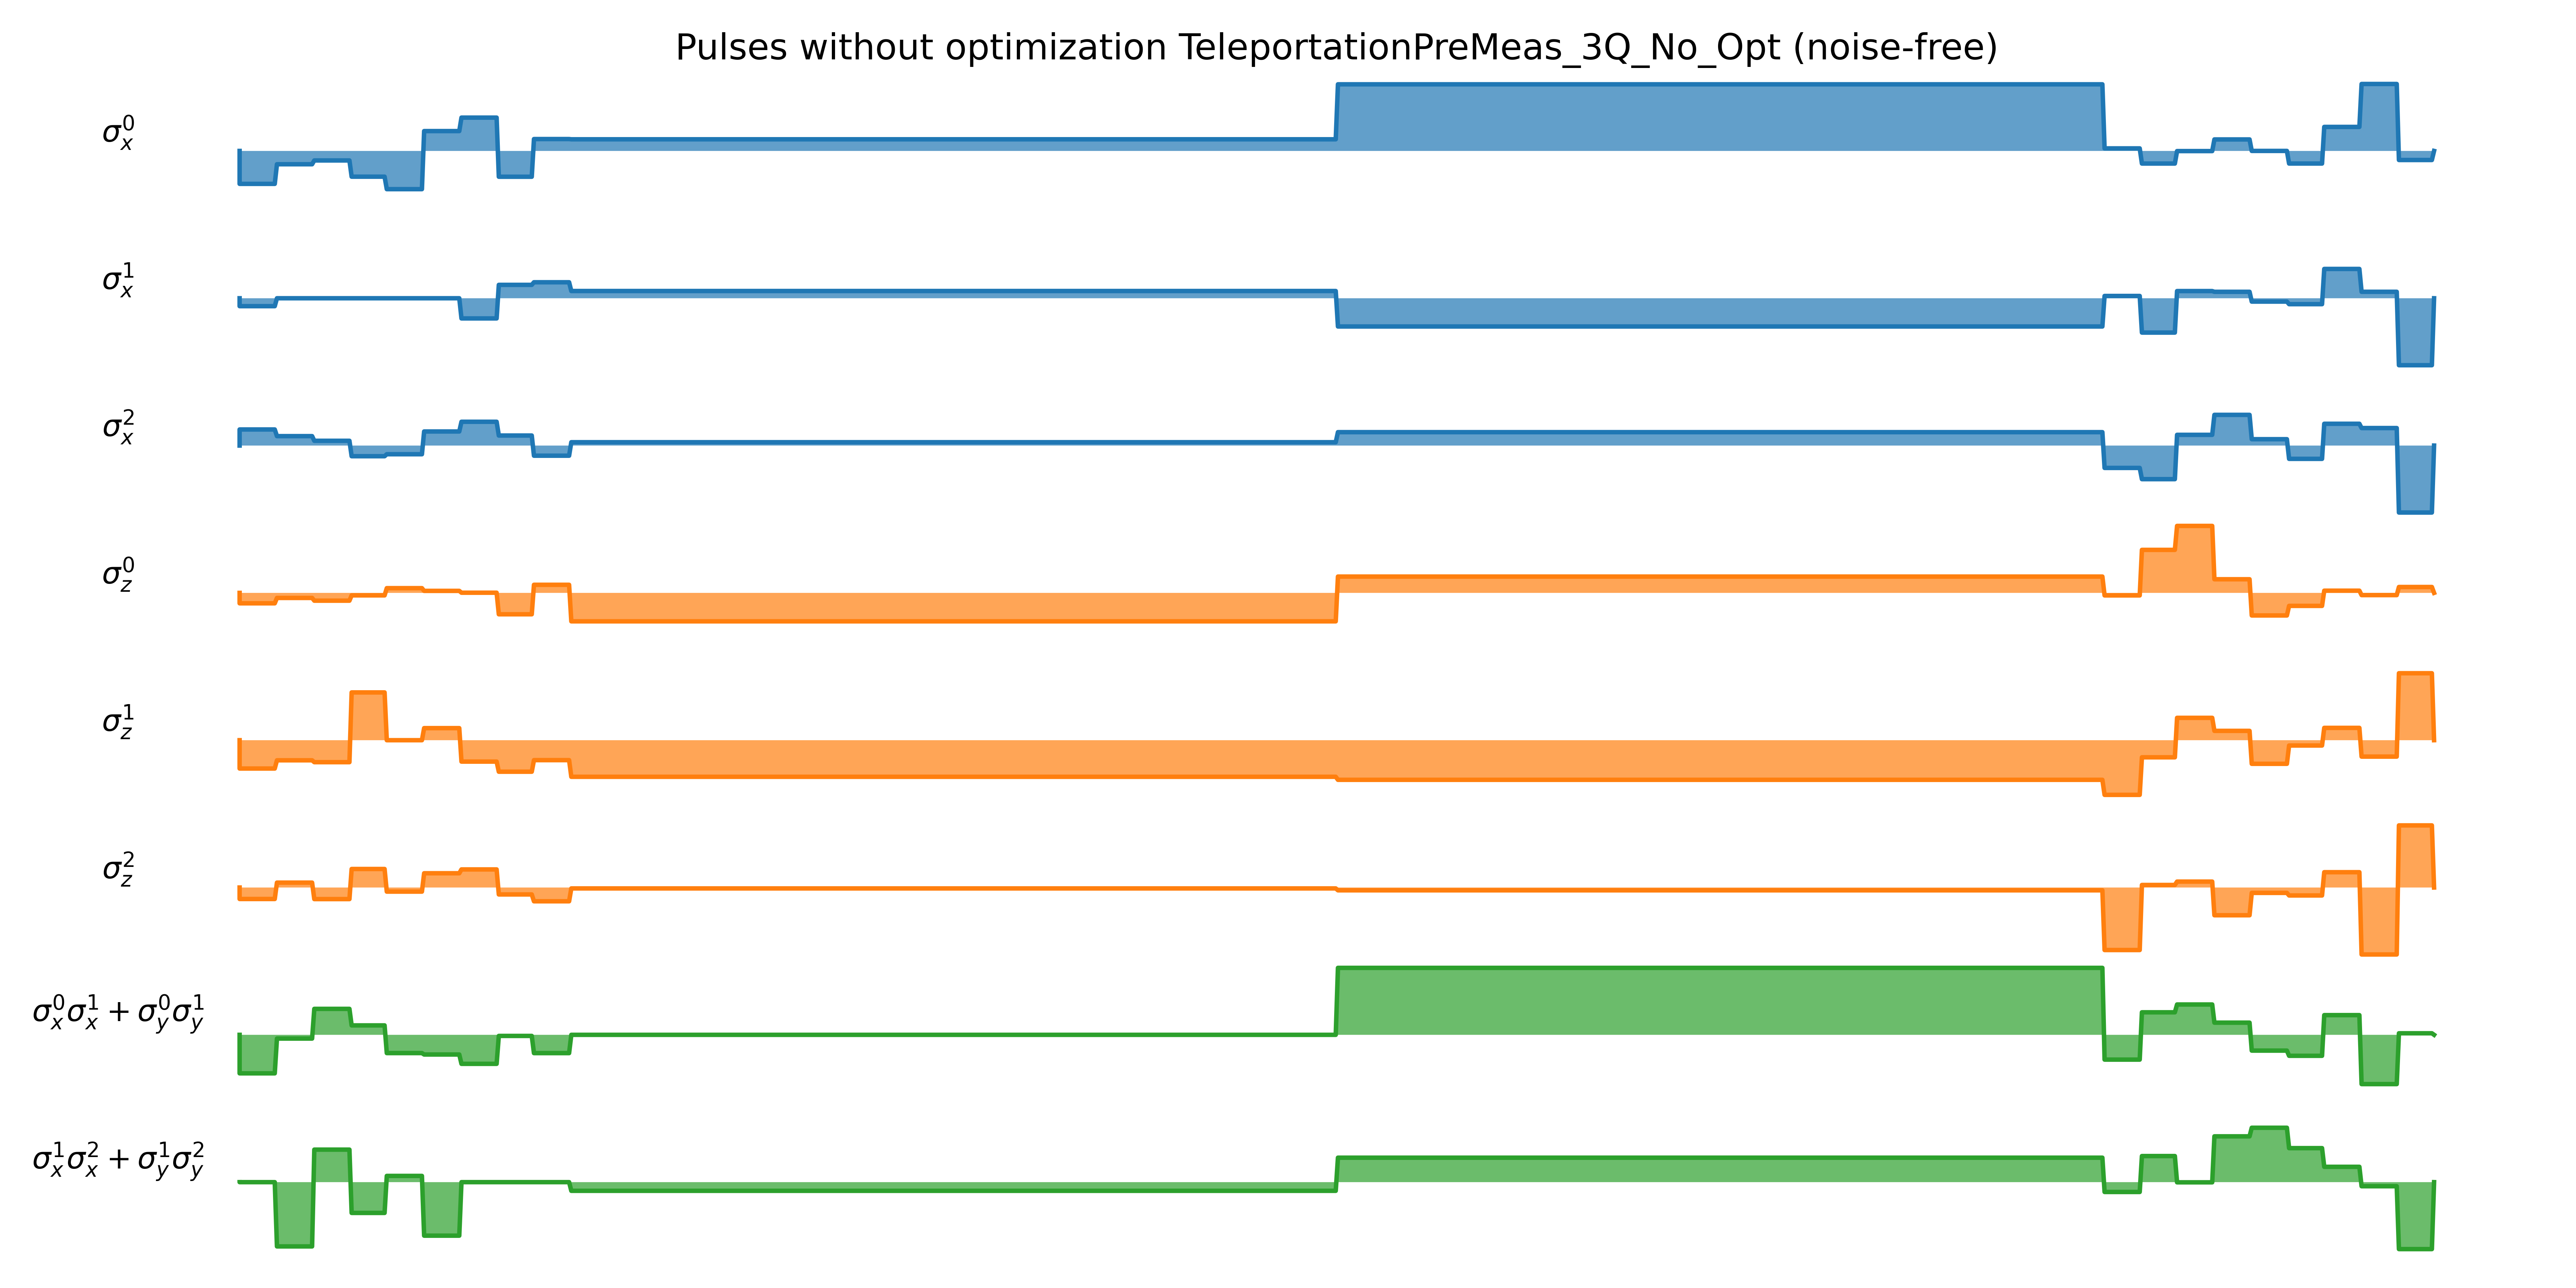 Pulses without optimization TeleportationPreMeas_3Q_No_Opt (noise-free)
σ_x^0
σ_x^1
σ_x^2
σ_z^0
σ_z^1
σ_z^2
σ_x^0σ_x^1 + σ_y^0σ_y^1
σ_x^1σ_x^2 + σ_y^1σ_y^2